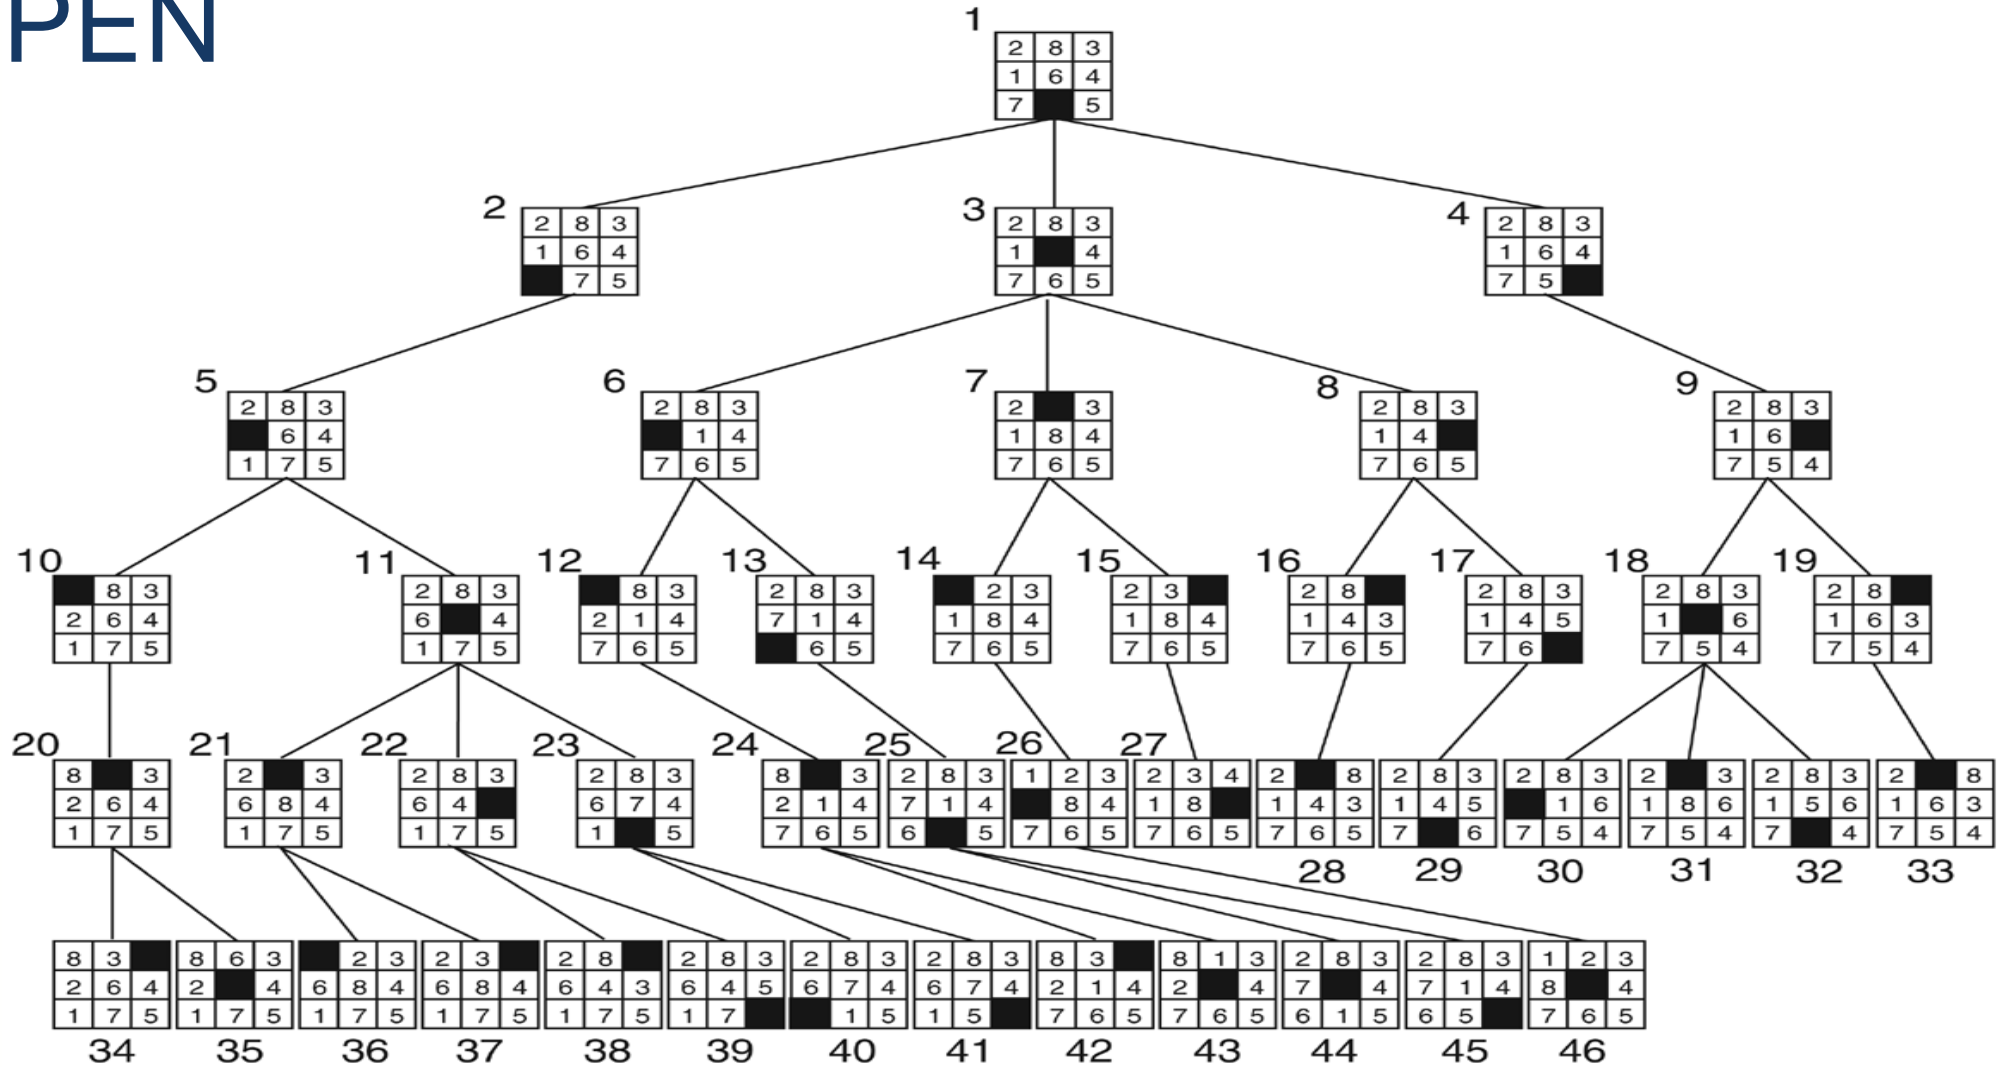 PEN
1
2 8 3
1 6 4
7 5
2
2 8 3
1 6 4
7 5
3
2 8 3
1 4
7 6 5
4
2 8 3
1 6 4
7 5
5
2 8 3
6 4
1 7 5
6
2 8 3
1 4
7 6 5
7
2 3
1 8 4
7 6 5
8
2 8 3
1 4
7 6 5
9
2 8 3
1 6
7 5 4
10
8 3
2 6 4
1 7 5
11
2 8 3
6 4
1 7 5
12
8 3
2 1 4
7 6 5
13
2 8 3
7 1 4
6 5
14
2 3
1 8 4
7 6 5
15
2 3
1 8 4
7 6 5
16
2 8
1 4 3
7 6 5
17
2 8 3
1 4 5
7 6
18
2 8 3
1 6
7 5 4
19
2 8
1 6 3
7 5 4
20
8 3
2 6 4
1 7 5
21
2 3
6 8 4
1 7 5
22
2 8 3
6 4
1 7 5
23
2 8 3
6 7 4
1 5
24
8 3
2 1 4
7 6 5
25
2 8 3
7 1 4
6 5
26
1 2 3
8 4
7 6 5
27
2 3 4
1 8
7 6 5
2 8
1 4 3
7 6 5
28
2 8 3
1 4 5
7 6
29
2 8 3
1 6
7 5 4
30
2 3
1 8 6
7 5 4
31
2 8 3
1 5 6
7 4
32
2 8
1 6 3
7 5 4
33
8 3
2 6 4
1 7 5
34
8 6 3
2 4
1 7 5
35
2 3
6 8 4
1 7 5
36
2 3
6 8 4
1 7 5
37
2 8
6 4 3
1 7 5
38
2 8 3
6 4 5
1 7
39
2 8 3
6 7 4
1 5
40
2 8 3
6 7 4
1 5
41
8 3
2 1 4
7 6 5
42
8 1 3
2 4
7 6 5
43
2 8 3
7 4
6 1 5
44
2 8 3
7 1 4
6 5
45
1 2 3
8 4
7 6 5
46